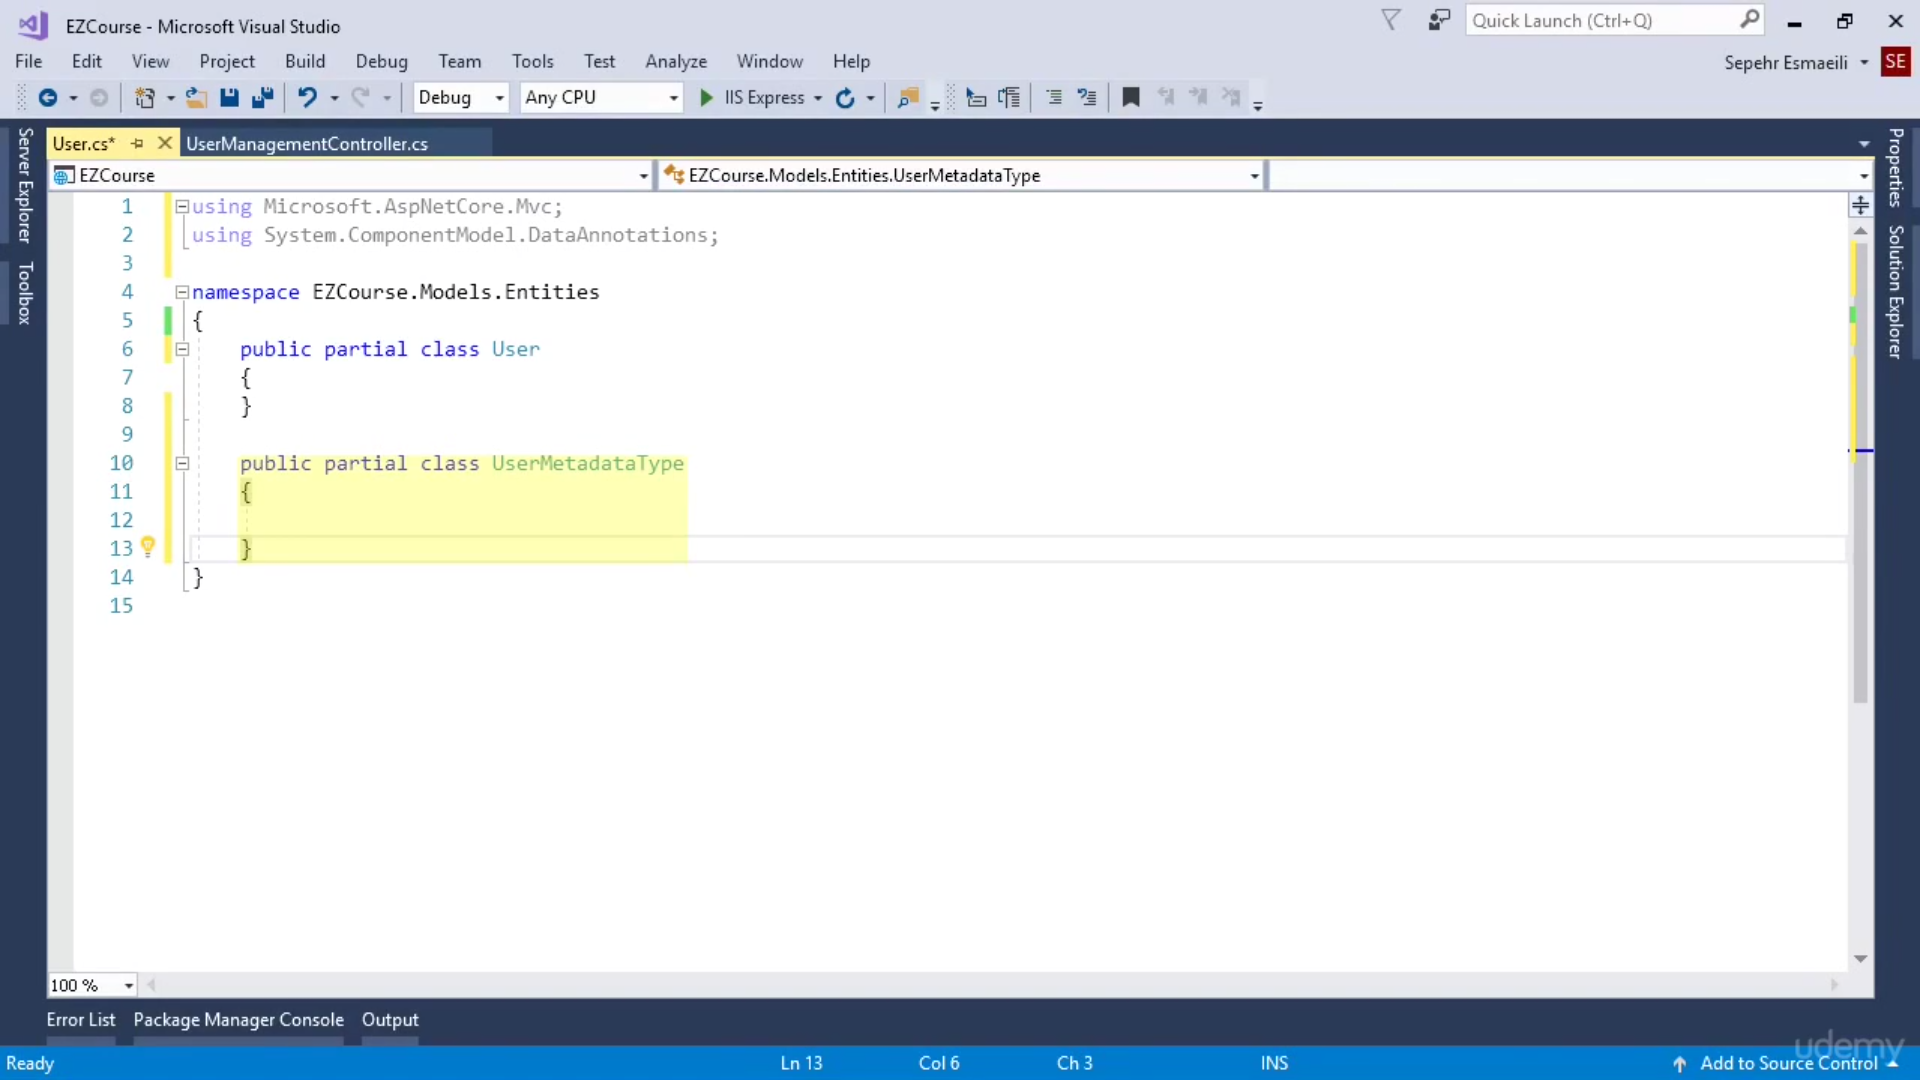 EZCourse - Microsoft Visual Studio
Quick Launch (Ctrl+Q)
File Edit View Project Build Debug Team Tools Test Analyze Window Help
Sepehr Esmaeili SE
Debug Any CPU IIS Express
Server Explorer
Toolbox
User.cs* UserManagementController.cs
EZCourse EZCourse.Models.Entities.UserMetadataType
1 using Microsoft.AspNetCore.Mvc;
2 using System.ComponentModel.DataAnnotations;
3
4 namespace EZCourse.Models.Entities
5 {
6 public partial class User
7 {
8 }
9
10 public partial class UserMetadataType
11 {
12
13 }
14 }
15
Properties
Solution Explorer
100 %
Error List Package Manager Console Output
Ready Ln 13 Col 6 Ch 3 INS Add to Source Control
udemy